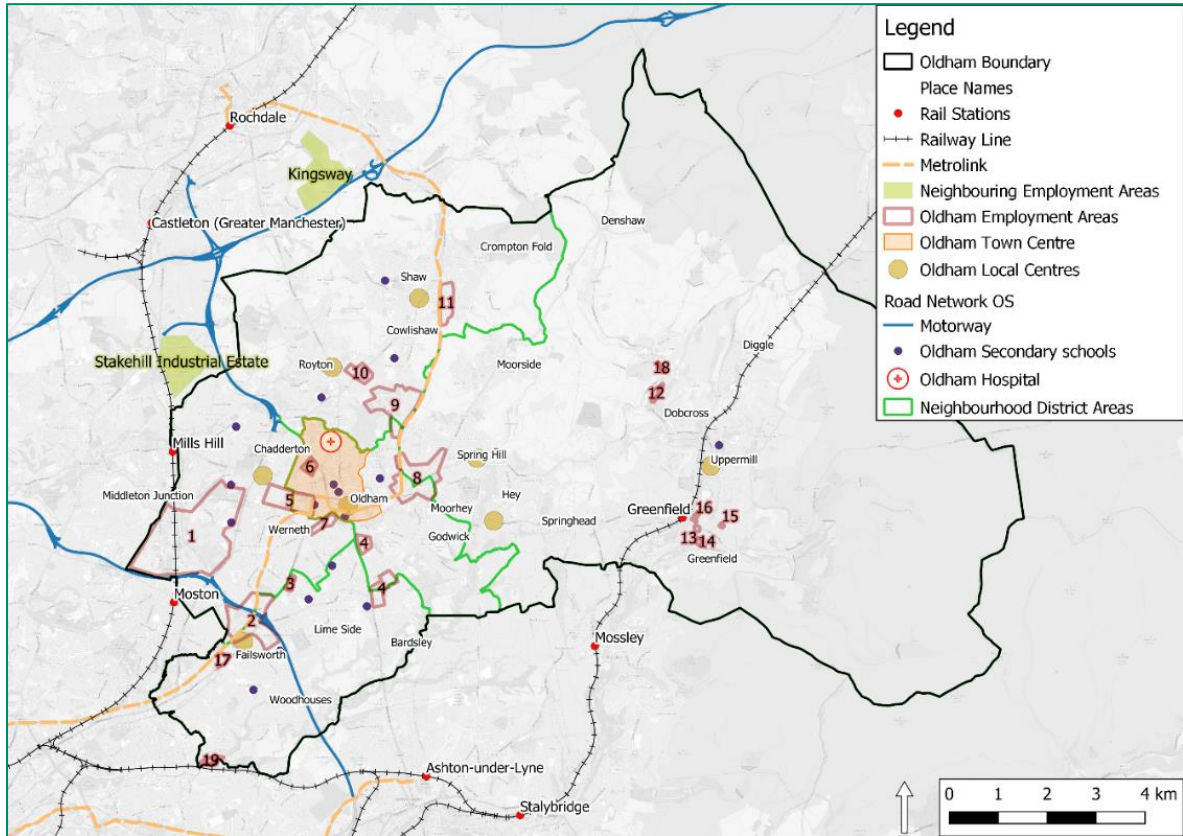 Legend
Oldham Boundary
Place Names
Rail Stations
Railway Line
Metrolink
Neighbouring Employment Areas
Oldham Employment Areas
Oldham Town Centre
Oldham Local Centres
Road Network OS
Motorway
Oldham Secondary schools
Oldham Hospital
Neighbourhood District Areas
Rochdale
Kingsway
Castleton (Greater Manchester)
Denshaw
Crompton Fold
Shaw
11
Cowlishaw
Stakehill Industrial Estate
Diggle
Royton
10
Moorside
18
12
9
Dobcross
Mills Hill
Chadderton
6
Spring Hill
Uppermill
8
Middleton Junction
5
Oldham
Hey
Moorhey
1
Werneth
7
Springhead
Greenfield
16
15
4
Godwick
13
14
Greenfield
3
4
Moston
2
Lime Side
Bardsley
Mossley
Failsworth
17
Woodhouses
19
Ashton-under-Lyne
Stalybridge
0 1 2 3 4 km